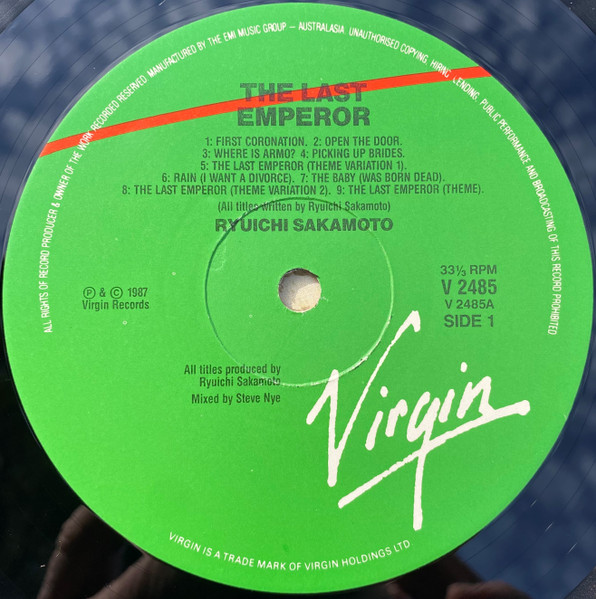 ALL RIGHTS OF RECORD PRODUCER & OWNER OF THE WORK RECORDED RESERVED. MANUFACTURED BY THE EMI MUSIC GROUP – AUSTRALASIA. UNAUTHORISED COPYING, HIRING, LENDING, PUBLIC PERFORMANCE AND BROADCASTING OF THIS RECORD PROHIBITED
THE LAST
EMPEROR
1: FIRST CORONATION. 2: OPEN THE DOOR.
3: WHERE IS ARMO? 4: PICKING UP BRIDES.
5: THE LAST EMPEROR (THEME VARIATION 1).
6: RAIN (I WANT A DIVORCE). 7: THE BABY (WAS BORN DEAD).
8: THE LAST EMPEROR (THEME VARIATION 2). 9: THE LAST EMPEROR (THEME).
(All titles written by Ryuichi Sakamoto)
RYUICHI SAKAMOTO
℗ & © 1987
Virgin Records
33⅓ RPM
V 2485
V 2485A
SIDE 1
All titles produced by
Ryuichi Sakamoto
Mixed by Steve Nye
Virgin
VIRGIN IS A TRADE MARK OF VIRGIN HOLDINGS LTD